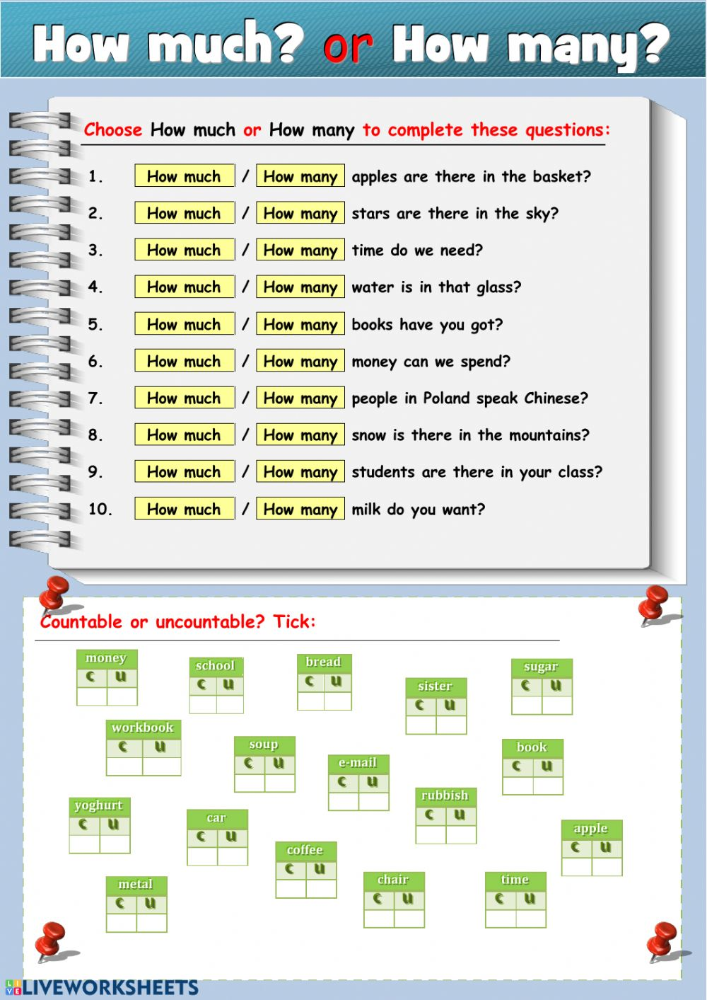 How much? or How many?
Choose How much or How many to complete these questions:
1. How much / How many apples are there in the basket?
2. How much / How many stars are there in the sky?
3. How much / How many time do we need?
4. How much / How many water is in that glass?
5. How much / How many books have you got?
6. How much / How many money can we spend?
7. How much / How many people in Poland speak Chinese?
8. How much / How many snow is there in the mountains?
9. How much / How many students are there in your class?
10. How much / How many milk do you want?
Countable or uncountable? Tick:
money
c u
school
c u
bread
c u
sister
c u
sugar
c u
workbook
c u
soup
c u
e-mail
c u
book
c u
yoghurt
c u
car
c u
coffee
c u
rubbish
c u
apple
c u
metal
c u
chair
c u
time
c u
LIVE LIVEWORKSHEETS